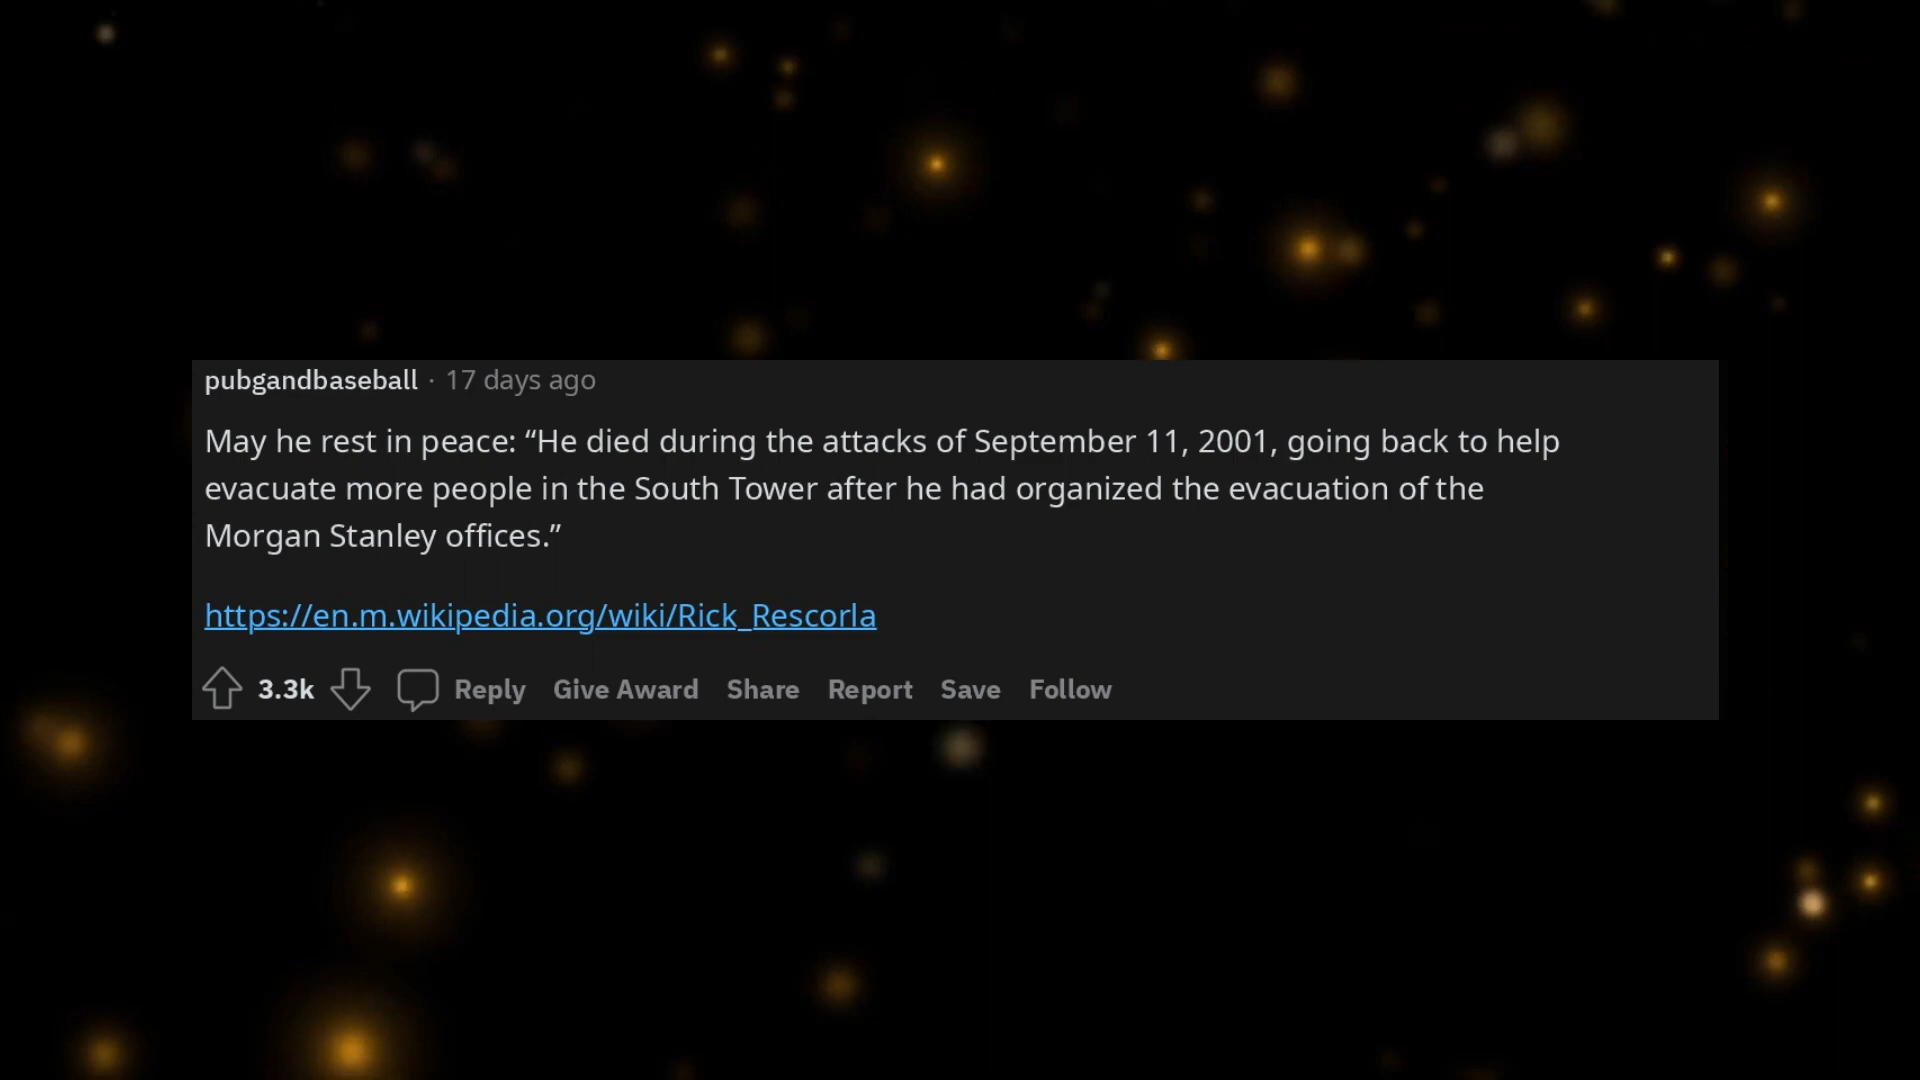 pubgandbaseball · 17 days ago
May he rest in peace: “He died during the attacks of September 11, 2001, going back to help
evacuate more people in the South Tower after he had organized the evacuation of the
Morgan Stanley offices.”
https://en.m.wikipedia.org/wiki/Rick_Rescorla
3.3k Reply Give Award Share Report Save Follow